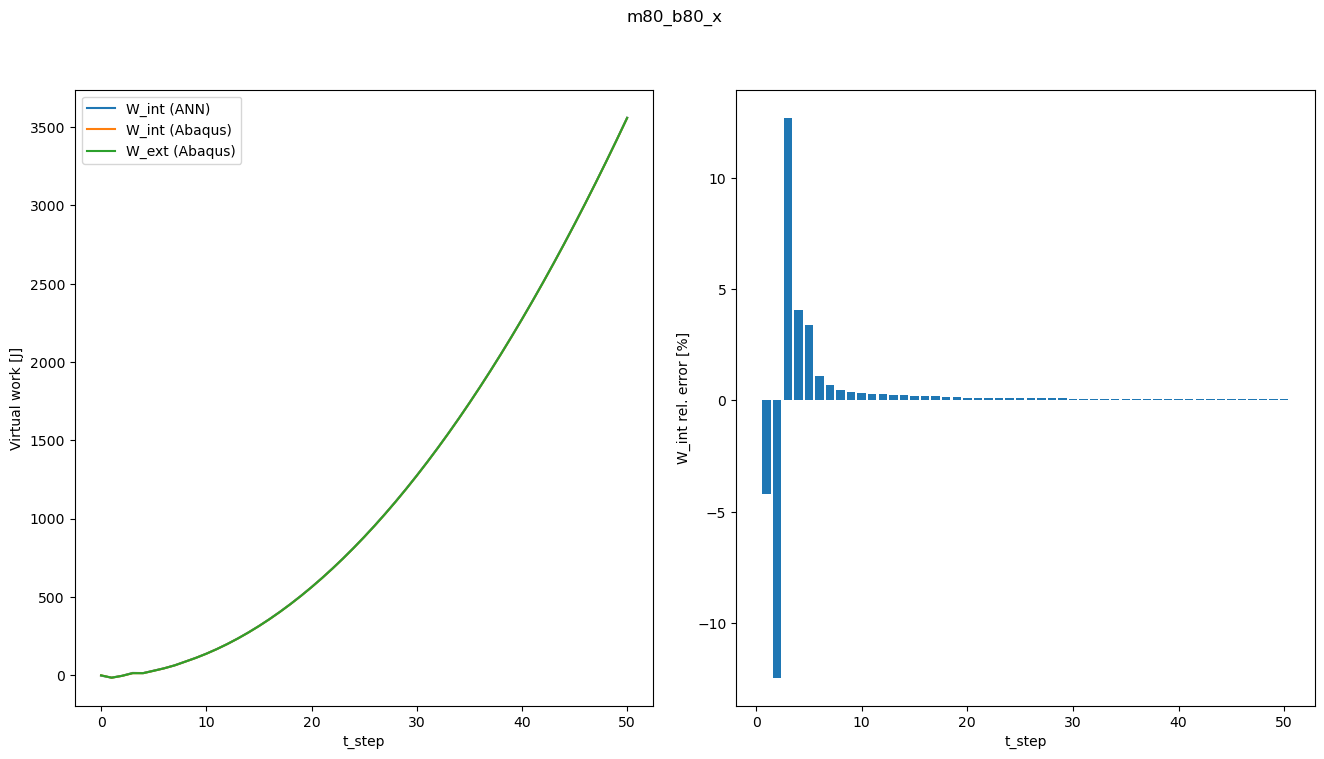 m80_b80_x
W_int (ANN)
W_int (Abaqus)
W_ext (Abaqus)
Virtual work [J]
3500
3000
2500
2000
1500
1000
500
0
0 10 20 30 40 50
t_step
W_int rel. error [%]
10
5
0
−5
−10
0 10 20 30 40 50
t_step